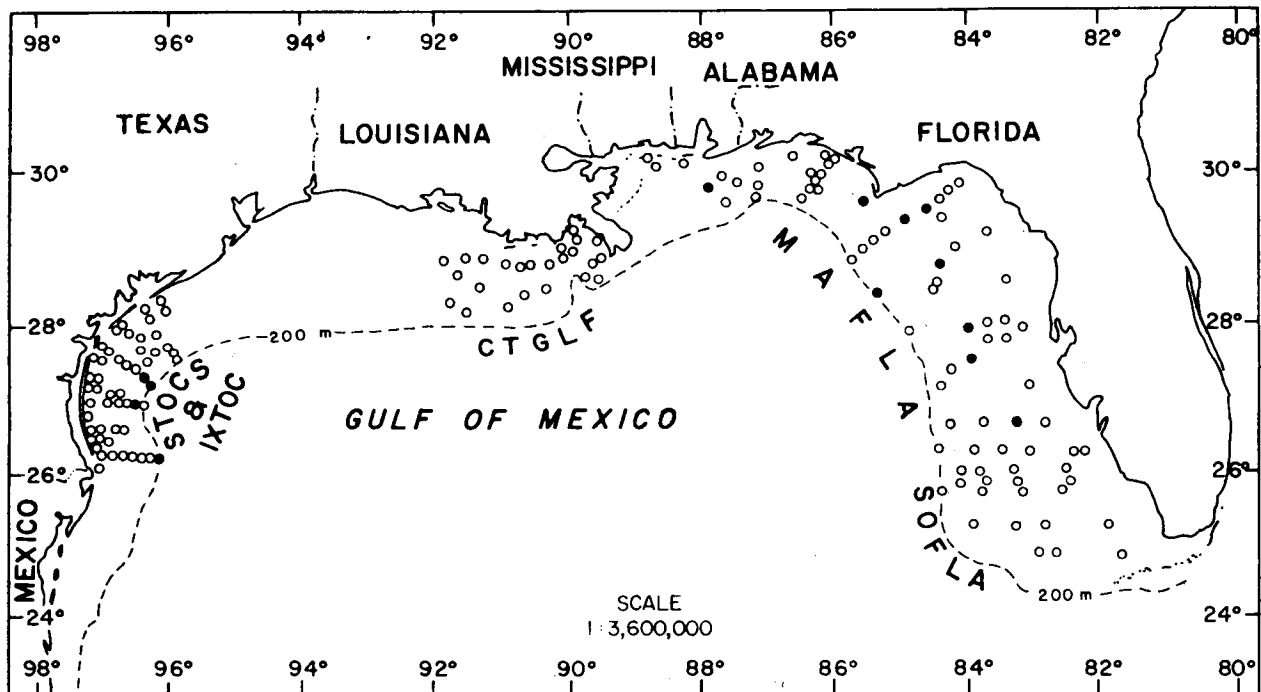 98° 96° 94° 92° 90° 88° 86° 84° 82° 80°
MISSISSIPPI ALABAMA
TEXAS LOUISIANA FLORIDA
30° 30°
MAFLA
28° 200 m 28°
CTGLF
STOCS
&
IXTOC
GULF OF MEXICO
26° 26°
SOFLA
MEXICO
200 m
24° SCALE 24°
1:3,600,000
98° 96° 94° 92° 90° 88° 86° 84° 82° 80°